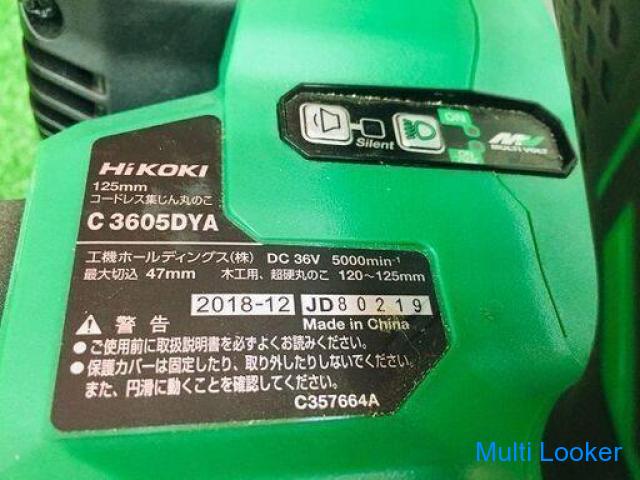 HiKOKI
125mm
コードレス集じん丸のこ
C 3605DYA
Silent
ON
ON
MV
MULTI VOLT
工機ホールディングス(株) DC 36V 5000min⁻¹
最大切込 47mm 木工用、超硬丸のこ 120～125mm
2018-12 JD80219
Made in China
警告
●ご使用前に取扱説明書を必ずよくお読みください。
●保護カバーは固定したり、取り外したりしないでください。
また、円滑に動くことを確認してください。
C357664A
Multi Looker